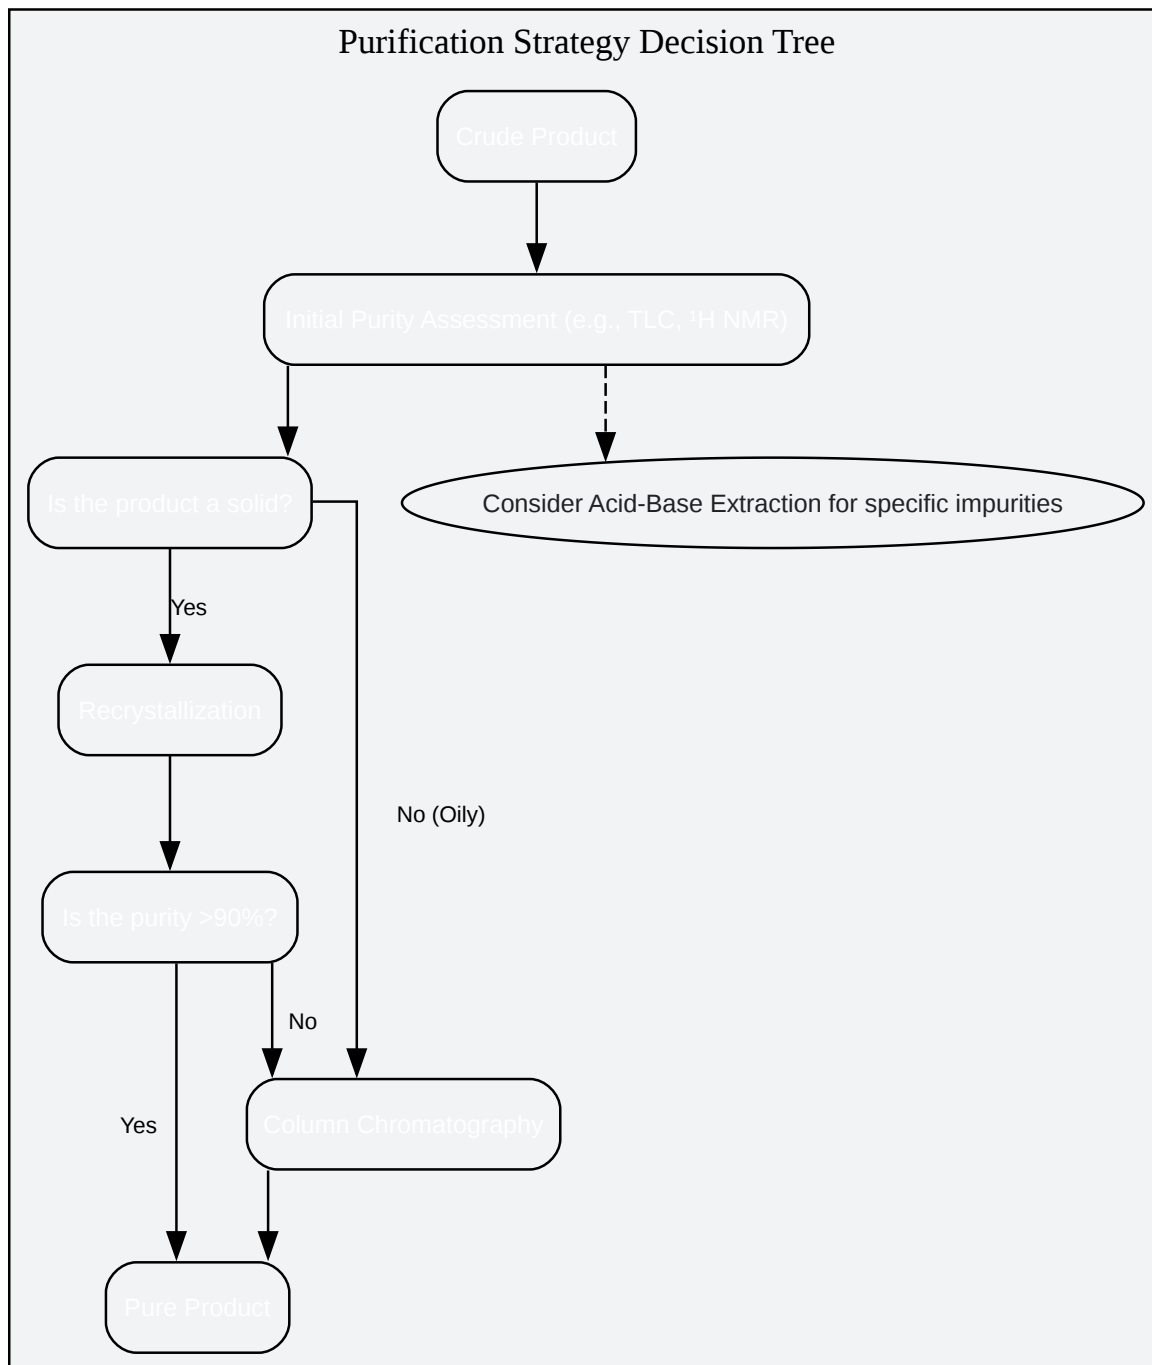 Purification Strategy Decision Tree
Crude Product
Initial Purity Assessment (e.g., TLC, ¹H NMR)
Is the product a solid?
Consider Acid-Base Extraction for specific impurities
Yes
Recrystallization
No (Oily)
Is the purity >90%?
No
Yes
Column Chromatography
Pure Product